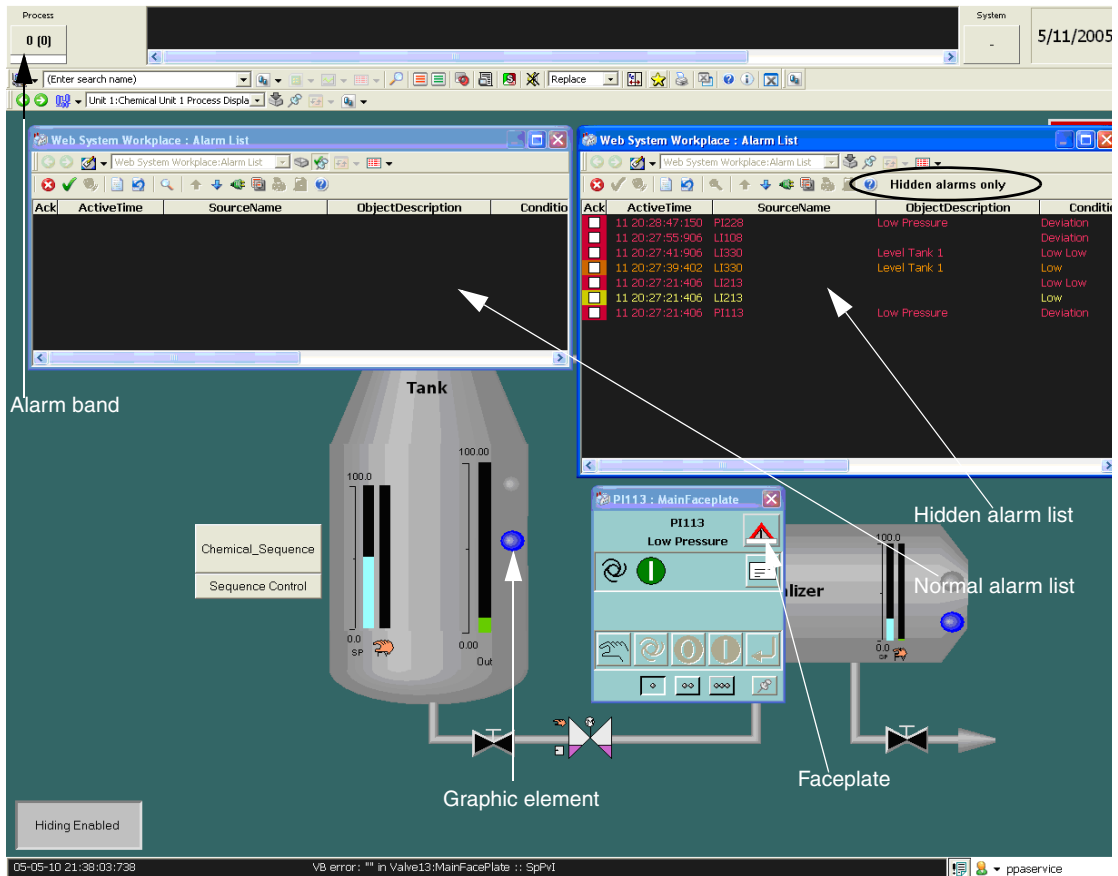 Process
System
0 (0)
-
5/11/2005
(Enter search name)
Replace
Unit 1:Chemical Unit 1 Process Displa
Web System Workplace : Alarm List
Web System Workplace:Alarm List
Ack ActiveTime SourceName ObjectDescription Conditio
Web System Workplace : Alarm List
Web System Workplace:Alarm List
Hidden alarms only
Ack ActiveTime SourceName ObjectDescription Conditi
11 20:28:47:150 PI228 Low Pressure Deviation
11 20:27:55:906 LI108 Deviation
11 20:27:41:906 LI330 Level Tank 1 Low Low
11 20:27:39:402 LI330 Level Tank 1 Low
11 20:27:21:406 LI213 Low Low
11 20:27:21:406 LI213 Low
11 20:27:21:406 PI113 Low Pressure Deviation
Alarm band
Tank
100.00
100.0
0.0
SP
0.00
Out
Chemical_Sequence
Sequence Control
PI113 : MainFaceplate
PI113
Low Pressure
Hidden alarm list
100.0
Normal alarm list
lizer
0.0
SP
Faceplate
Graphic element
Hiding Enabled
05-05-10 21:38:03:738 VB error: "" in Valve13:MainFacePlate :: SpPvI
ppaservice